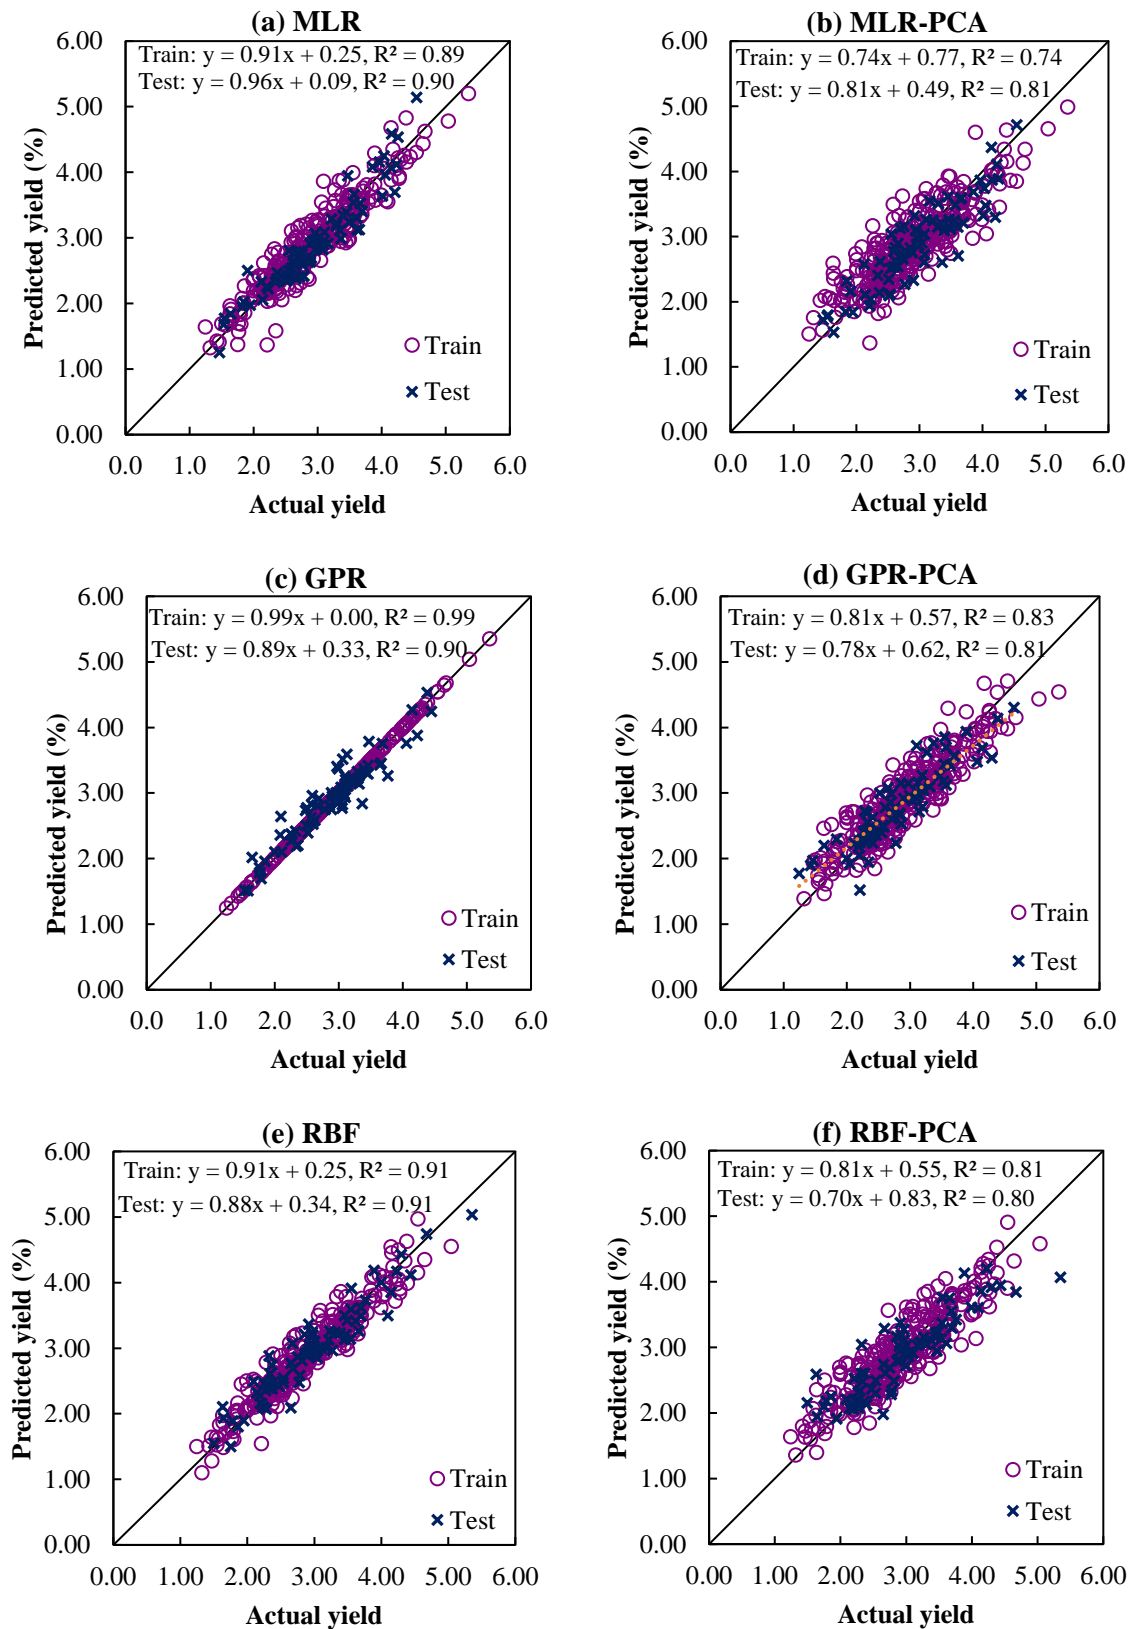 (a) MLR
Train: y = 0.91x + 0.25, R² = 0.89
Test: y = 0.96x + 0.09, R² = 0.90
6.00
5.00
4.00
3.00
2.00
1.00
0.00
Predicted yield (%)
Train
Test
0.0 1.0 2.0 3.0 4.0 5.0 6.0
Actual yield
(b) MLR-PCA
Train: y = 0.74x + 0.77, R² = 0.74
Test: y = 0.81x + 0.49, R² = 0.81
6.00
5.00
4.00
3.00
2.00
1.00
0.00
Predicted yield (%)
Train
Test
0.0 1.0 2.0 3.0 4.0 5.0 6.0
Actual yield
(c) GPR
Train: y = 0.99x + 0.00, R² = 0.99
Test: y = 0.89x + 0.33, R² = 0.90
6.00
5.00
4.00
3.00
2.00
1.00
0.00
Predicted yield (%)
Train
Test
0.0 1.0 2.0 3.0 4.0 5.0 6.0
Actual yield
(d) GPR-PCA
Train: y = 0.81x + 0.57, R² = 0.83
Test: y = 0.78x + 0.62, R² = 0.81
6.00
5.00
4.00
3.00
2.00
1.00
0.00
Predicted yield (%)
Train
Test
0.0 1.0 2.0 3.0 4.0 5.0 6.0
Actual yield
(e) RBF
Train: y = 0.91x + 0.25, R² = 0.91
Test: y = 0.88x + 0.34, R² = 0.91
6.00
5.00
4.00
3.00
2.00
1.00
0.00
Predicted yield (%)
Train
Test
0.00 1.00 2.00 3.00 4.00 5.00 6.00
Actual yield
(f) RBF-PCA
Train: y = 0.81x + 0.55, R² = 0.81
Test: y = 0.70x + 0.83, R² = 0.80
6.00
5.00
4.00
3.00
2.00
1.00
0.00
Predicted yield (%)
Train
Test
0.00 1.00 2.00 3.00 4.00 5.00 6.00
Actual yield